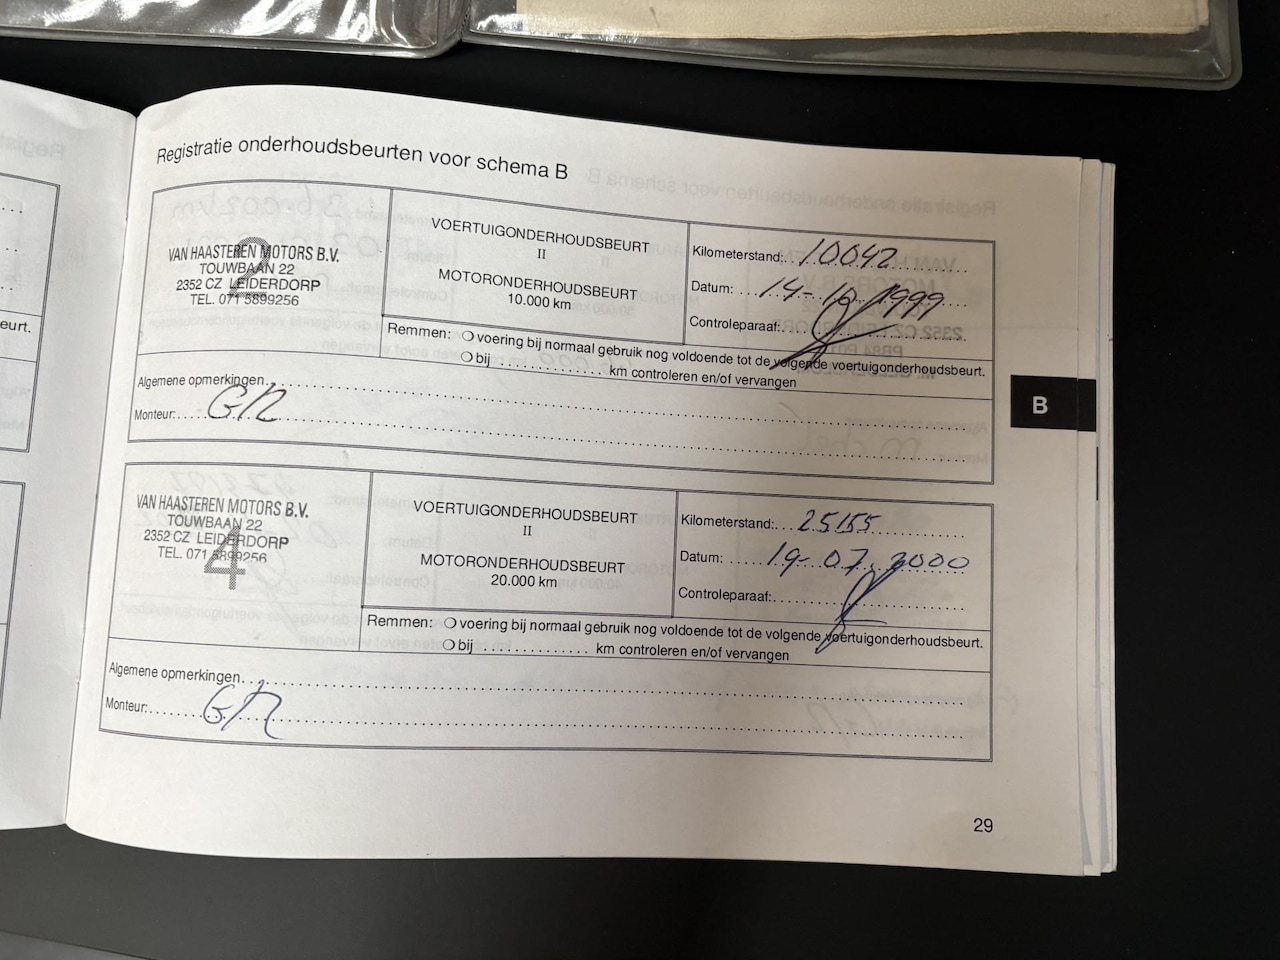 Registratie onderhoudsbeurten voor schema B
2
VAN HAASTEREN MOTORS B.V.
TOUWBAAN 22
2352 CZ LEIDERDORP
TEL. 071 5899256
VOERTUIGONDERHOUDSBEURT
II
MOTORONDERHOUDSBEURT
10.000 km
Kilometerstand: 10042
Datum: 14-10-1999
Controleparaaf:
Remmen: voering bij normaal gebruik nog voldoende tot de volgende voertuigonderhoudsbeurt.
bij .............. km controleren en/of vervangen
Algemene opmerkingen
Monteur: GR
B
4
VAN HAASTEREN MOTORS B.V.
TOUWBAAN 22
2352 CZ LEIDERDORP
TEL. 071 5899256
VOERTUIGONDERHOUDSBEURT
II
MOTORONDERHOUDSBEURT
20.000 km
Kilometerstand: 25155
Datum: 19-07-2000
Controleparaaf:
Remmen: voering bij normaal gebruik nog voldoende tot de volgende voertuigonderhoudsbeurt.
bij .............. km controleren en/of vervangen
Algemene opmerkingen
Monteur: GR
29
eurt.